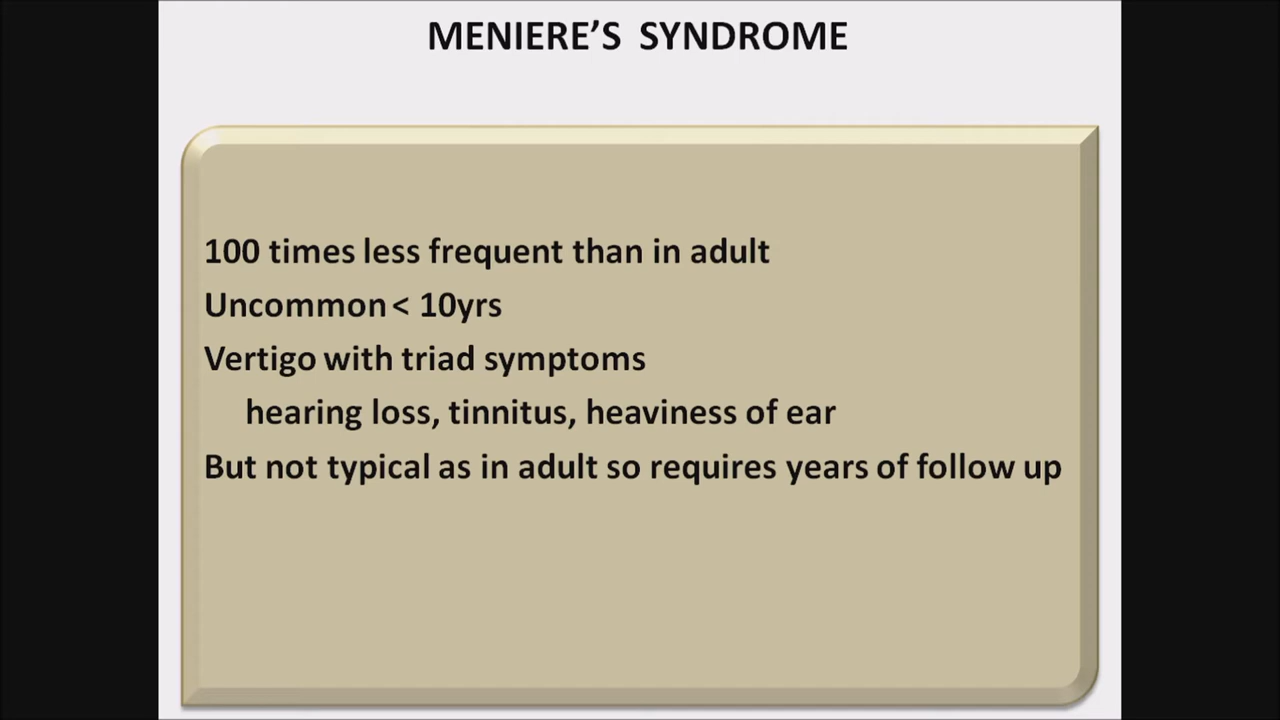 MENIERE'S SYNDROME
100 times less frequent than in adult
Uncommon < 10yrs
Vertigo with triad symptoms
hearing loss, tinnitus, heaviness of ear
But not typical as in adult so requires years of follow up